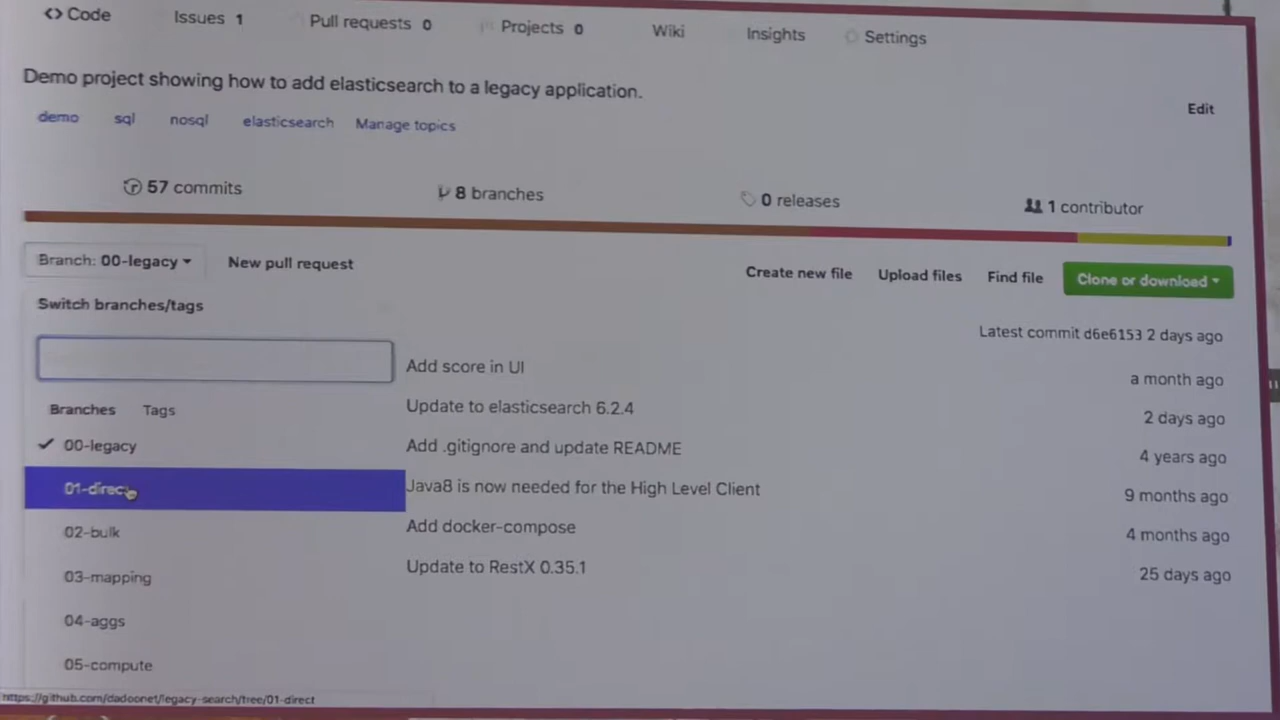 Code Issues 1 Pull requests 0 Projects 0 Wiki Insights Settings
Demo project showing how to add elasticsearch to a legacy application.
Edit
demo sql nosql elasticsearch Manage topics
57 commits 8 branches 0 releases 1 contributor
Branch: 00-legacy New pull request Create new file Upload files Find file Clone or download
Switch branches/tags
Latest commit d6e6153 2 days ago
Add score in UI a month ago
Update to elasticsearch 6.2.4 2 days ago
Branches Tags
00-legacy Add .gitignore and update README 4 years ago
01-direct Java8 is now needed for the High Level Client 9 months ago
02-bulk Add docker-compose 4 months ago
03-mapping Update to RestX 0.35.1 25 days ago
04-aggs
05-compute
https://github.com/dadoonet/legacy-search/tree/01-direct